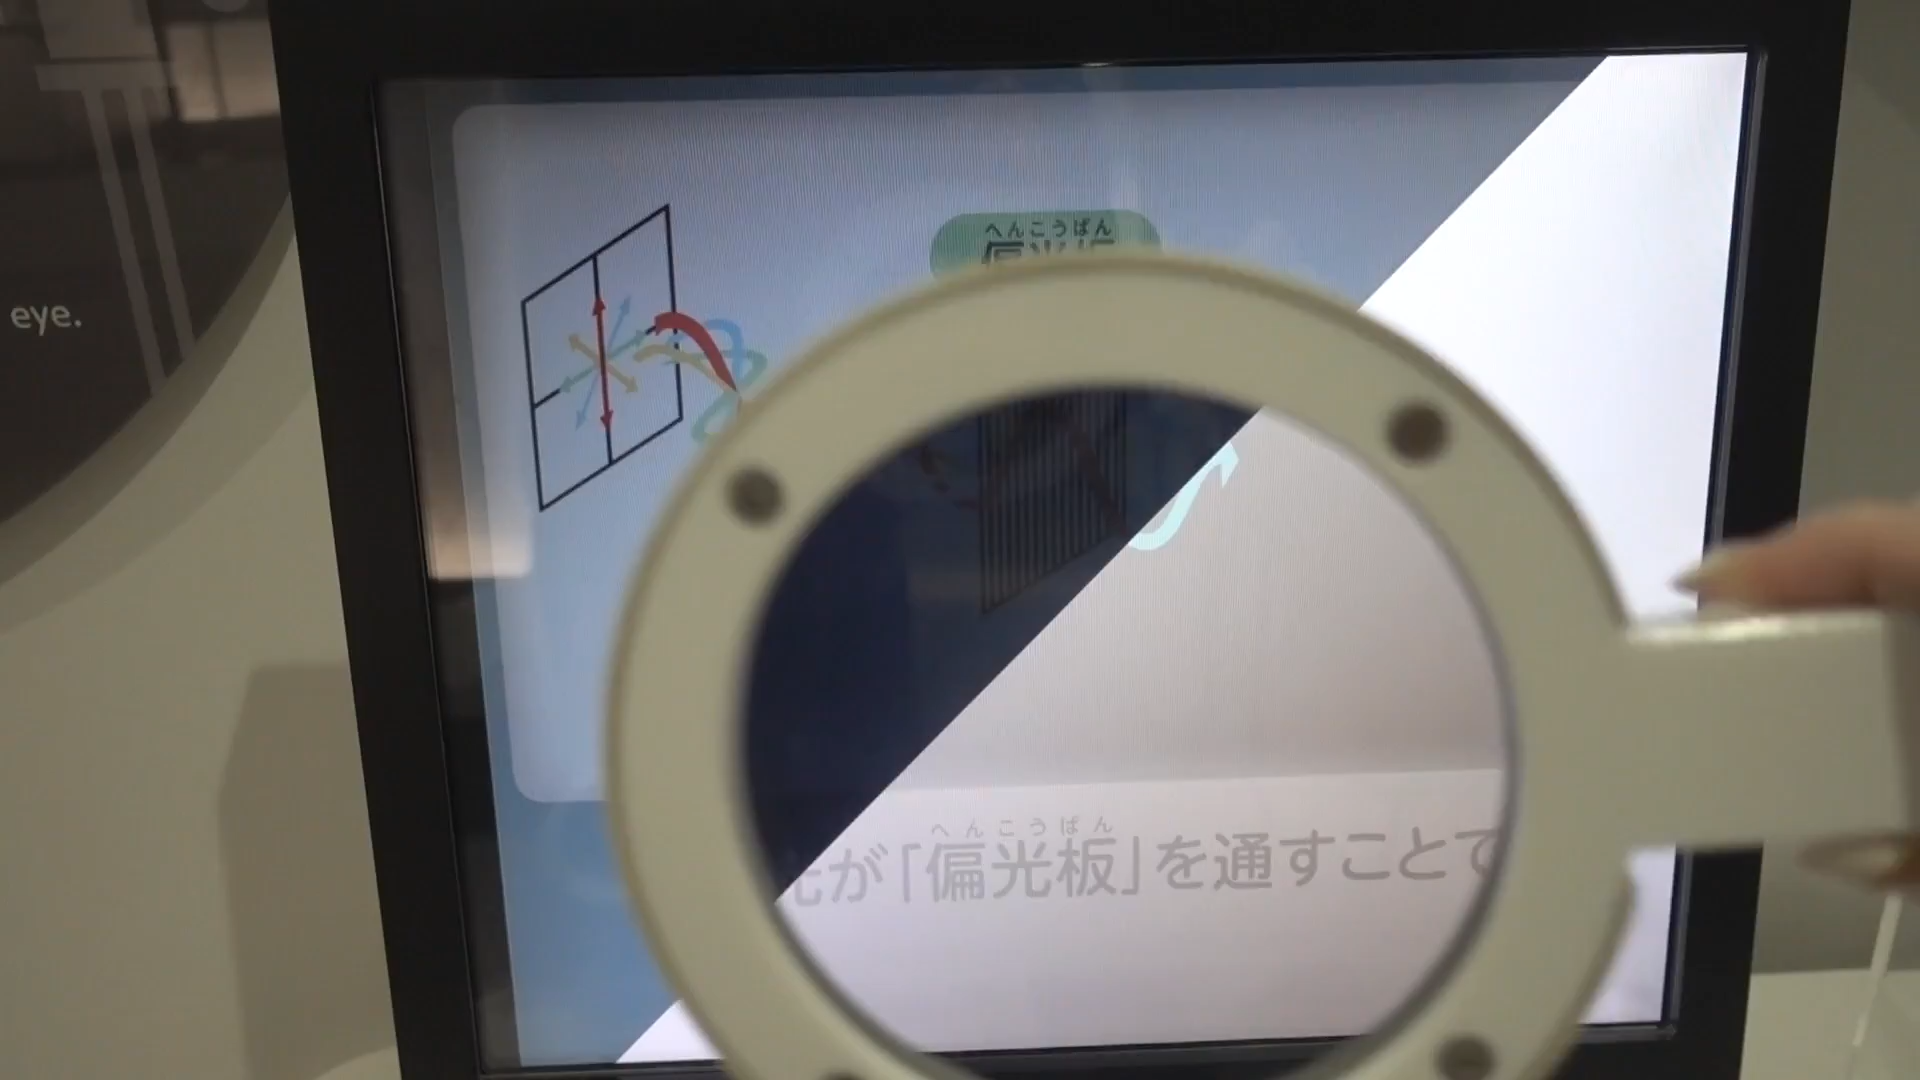 eye.
へんこうばん
偏光板
へんこうばん
光が「偏光板」を通すことで